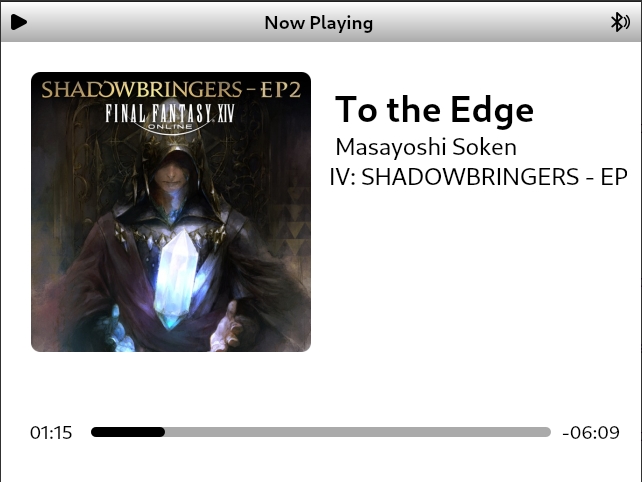 Now Playing
SHADOWBRINGERS – EP2
FINAL FANTASY XIV
ONLINE
To the Edge
Masayoshi Soken
IV: SHADOWBRINGERS - EP
01:15
-06:09